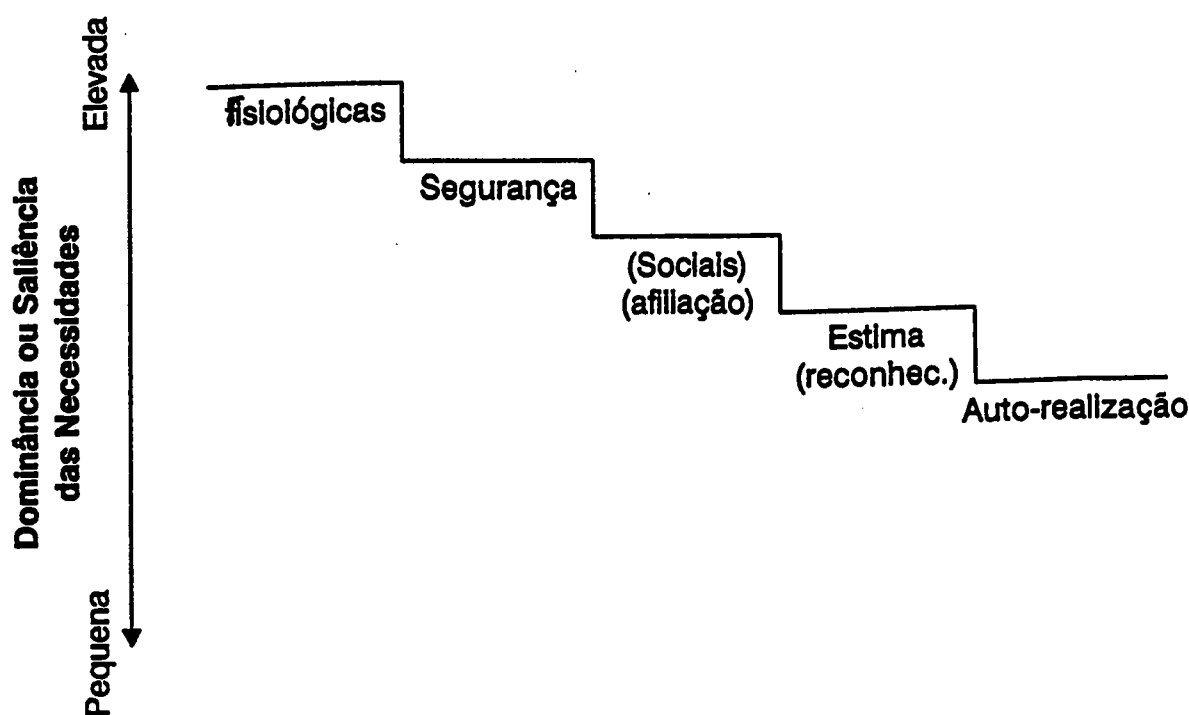 Elevada
Dominância ou Saliência
das Necessidades
Pequena
fisiológicas
Segurança
(Sociais)
(afiliação)
Estima
(reconhec.)
Auto-realização